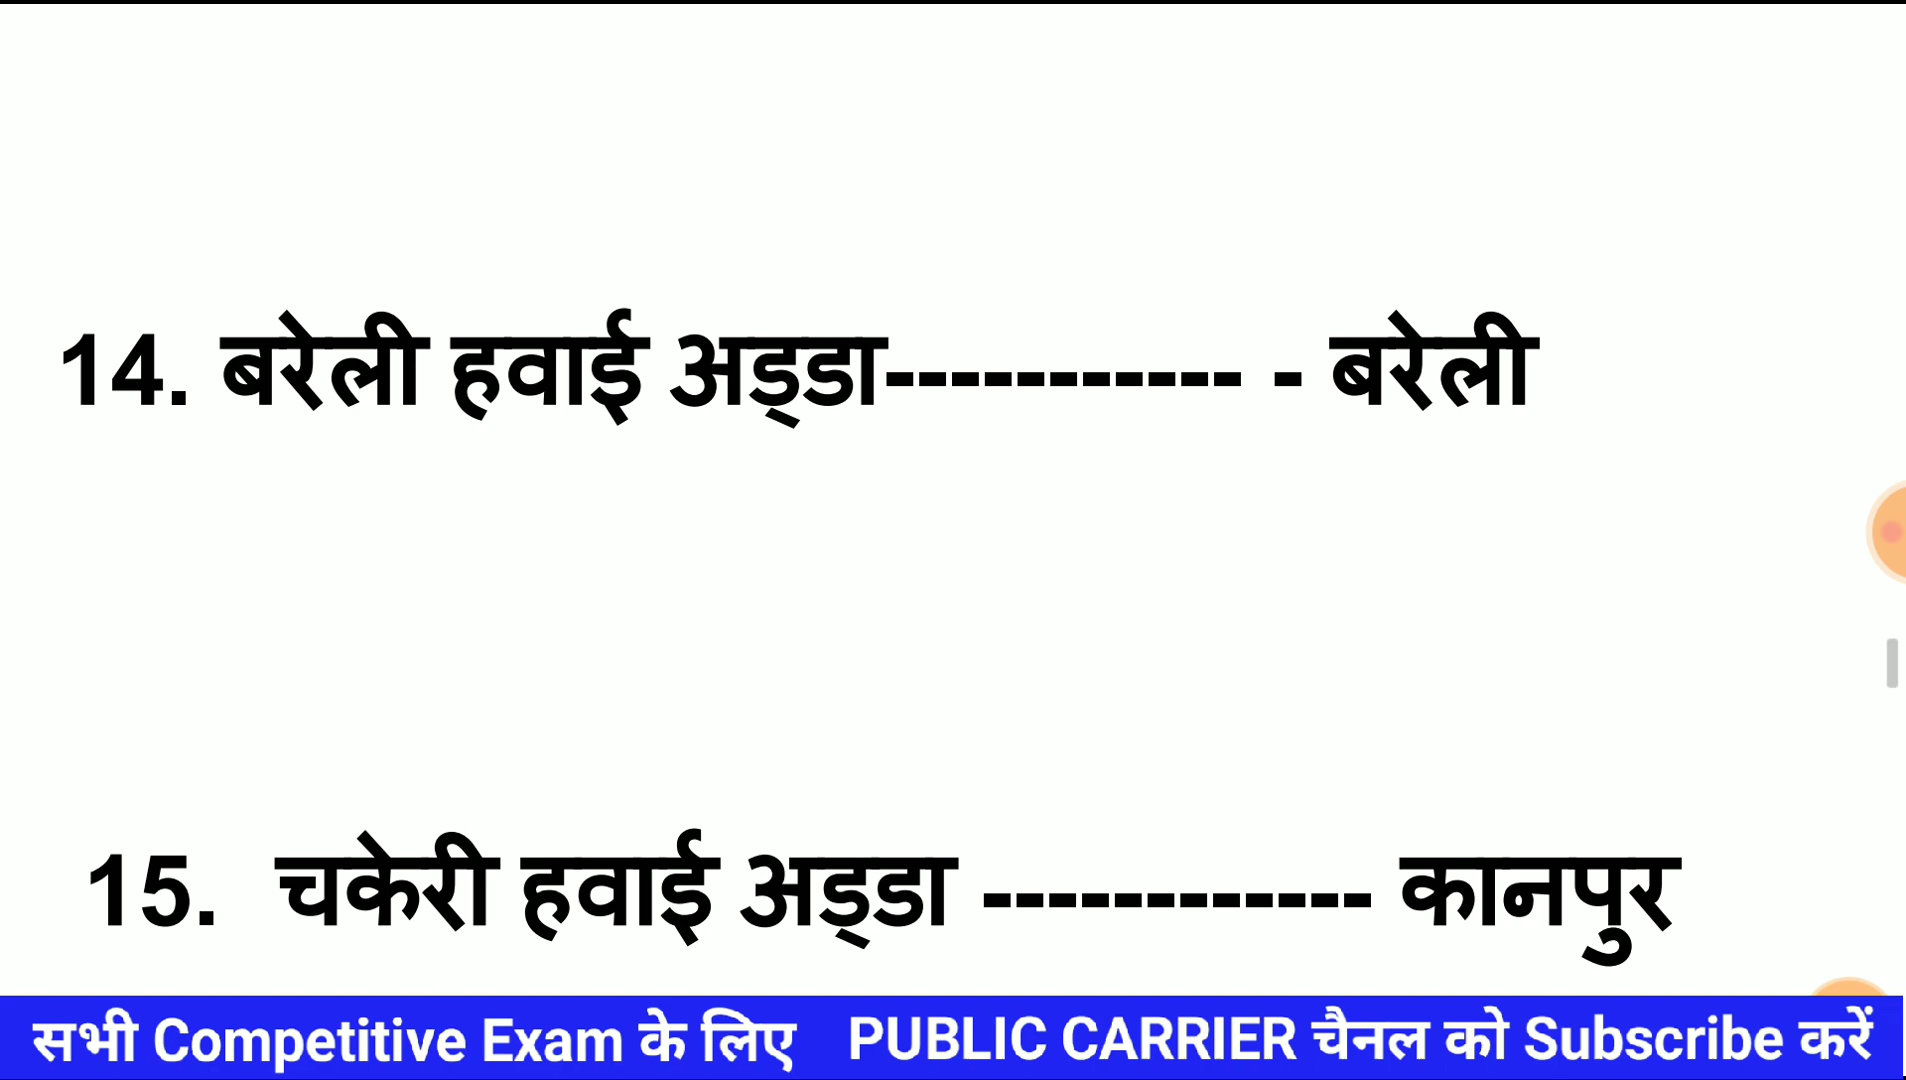 14. बरेली हवाई अड्डा----------- - बरेली
15. चकेरी हवाई अड्डा ------------ कानपुर
सभी Competitive Exam के लिए PUBLIC CARRIER चैनल को Subscribe करें